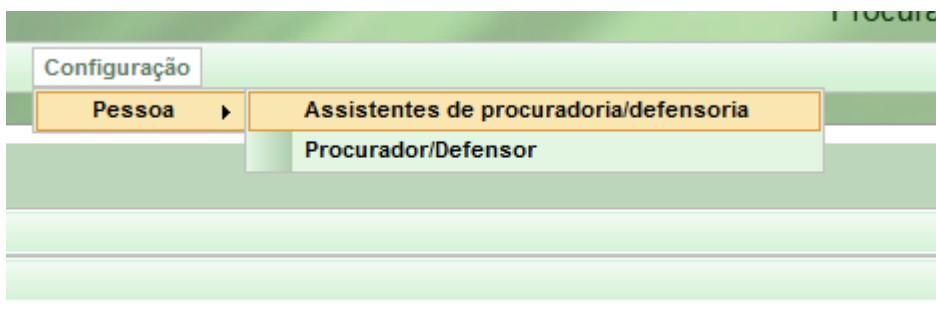 Configuração
Pessoa
Assistentes de procuradoria/defensoria
Procurador/Defensor